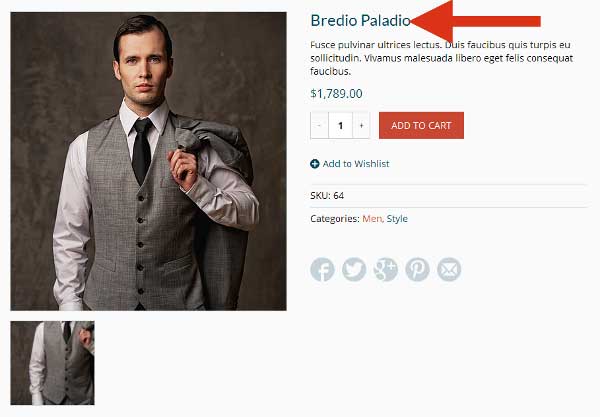 Bredio Paladio
Fusce pulvinar ultrices lectus. Duis faucibus quis turpis eu
sollicitudin. Vivamus malesuada libero eget felis consequat
faucibus.
$1,789.00
- 1 + ADD TO CART
Add to Wishlist
SKU: 64
Categories: Men, Style